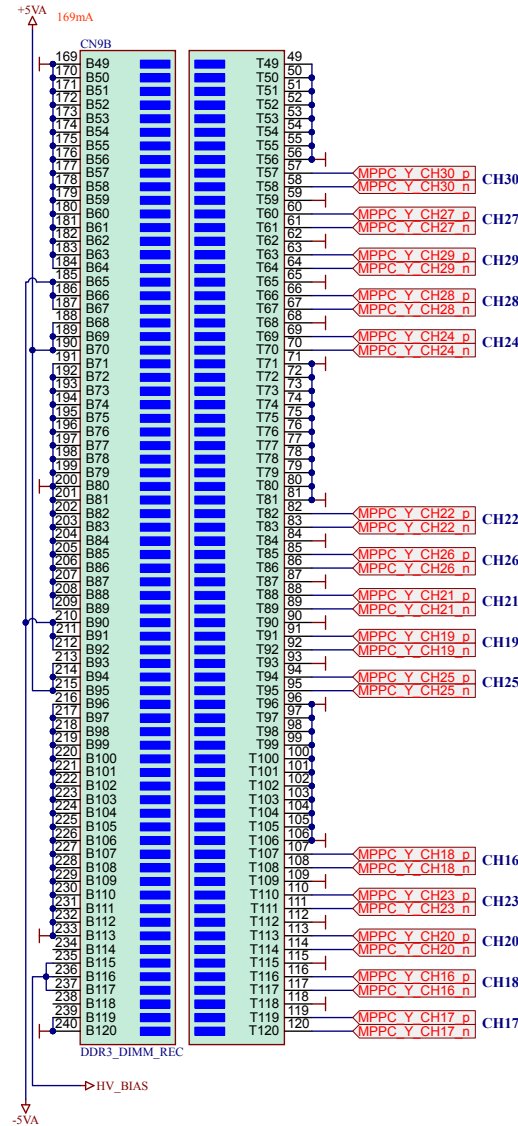 +5VA
169mA
CN9B
169 B49 T49 49
170 B50 T50 50
171 B51 T51 51
172 B52 T52 52
173 B53 T53 53
174 B54 T54 54
175 B55 T55 55
176 B56 T56 56
177 B57 T57 57 MPPC_Y_CH30_p CH30
178 B58 T58 58 MPPC_Y_CH30_n
179 B59 T59 59
180 B60 T60 60 MPPC_Y_CH27_p CH27
181 B61 T61 61 MPPC_Y_CH27_n
182 B62 T62 62
183 B63 T63 63 MPPC_Y_CH29_p CH29
184 B64 T64 64 MPPC_Y_CH29_n
185 B65 T65 65
186 B66 T66 66 MPPC_Y_CH28_p CH28
187 B67 T67 67 MPPC_Y_CH28_n
188 B68 T68 68
189 B69 T69 69 MPPC_Y_CH24_p CH24
190 B70 T70 70 MPPC_Y_CH24_n
191 B71 T71 71
192 B72 T72 72
193 B73 T73 73
194 B74 T74 74
195 B75 T75 75
196 B76 T76 76
197 B77 T77 77
198 B78 T78 78
199 B79 T79 79
200 B80 T80 80
201 B81 T81 81
202 B82 T82 82 MPPC_Y_CH22_p CH22
203 B83 T83 83 MPPC_Y_CH22_n
204 B84 T84 84
205 B85 T85 85 MPPC_Y_CH26_p CH26
206 B86 T86 86 MPPC_Y_CH26_n
207 B87 T87 87
208 B88 T88 88 MPPC_Y_CH21_p CH21
209 B89 T89 89 MPPC_Y_CH21_n
210 B90 T90 90
211 B91 T91 91 MPPC_Y_CH19_p CH19
212 B92 T92 92 MPPC_Y_CH19_n
213 B93 T93 93
214 B94 T94 94 MPPC_Y_CH25_p CH25
215 B95 T95 95 MPPC_Y_CH25_n
216 B96 T96 96
217 B97 T97 97
218 B98 T98 98
219 B99 T99 99
220 B100 T100 100
221 B101 T101 101
222 B102 T102 102
223 B103 T103 103
224 B104 T104 104
225 B105 T105 105
226 B106 T106 106
227 B107 T107 107 MPPC_Y_CH18_p CH16
228 B108 T108 108 MPPC_Y_CH18_n
229 B109 T109 109
230 B110 T110 110 MPPC_Y_CH23_p CH23
231 B111 T111 111 MPPC_Y_CH23_n
232 B112 T112 112
233 B113 T113 113 MPPC_Y_CH20_p CH20
234 B114 T114 114 MPPC_Y_CH20_n
235 B115 T115 115
236 B116 T116 116 MPPC_Y_CH16_p CH18
237 B117 T117 117 MPPC_Y_CH16_n
238 B118 T118 118
239 B119 T119 119 MPPC_Y_CH17_p CH17
240 B120 T120 120 MPPC_Y_CH17_n
DDR3_DIMM_REC
HV_BIAS
-5VA